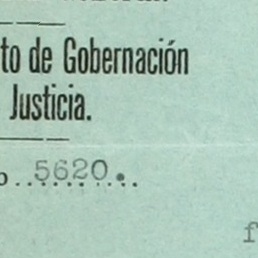 to de Gobernación
Justicia.
o..5620..
f